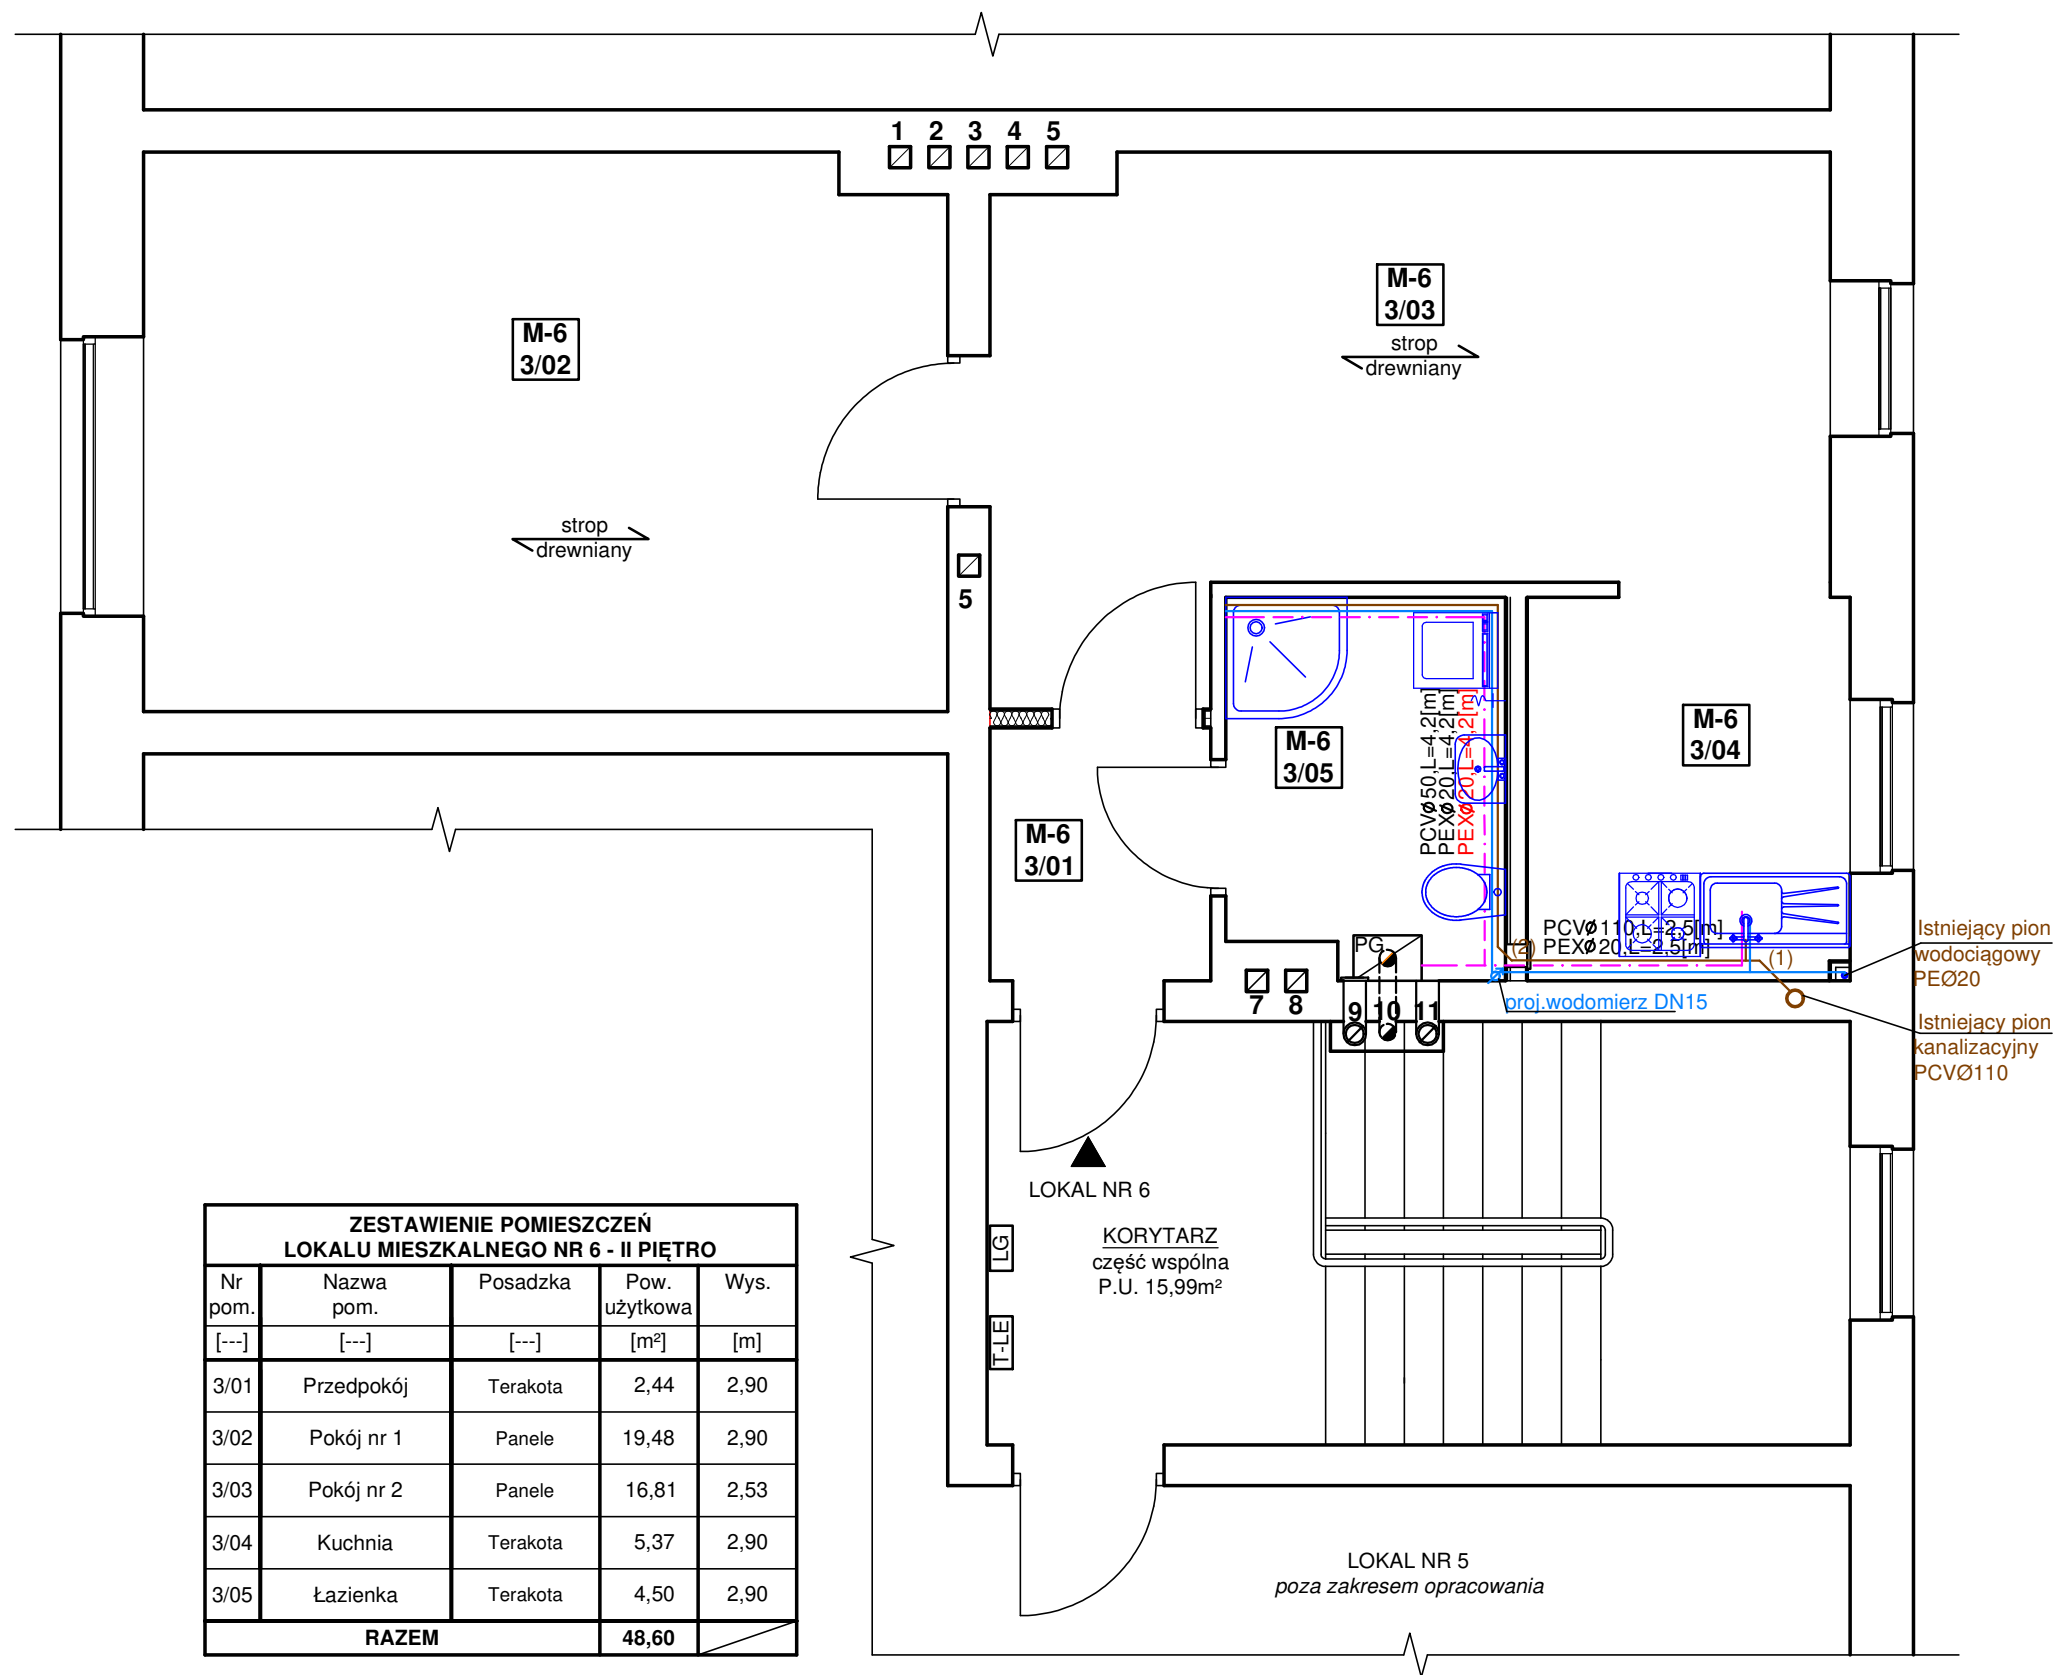 1 2 3 4 5
M-6
3/03
strop
drewniany
M-6
3/02
strop
drewniany
5
M-6
3/05
M-6
3/04
PCVø50,L=4,2[m]
PEXø20,L=4,2[m]
PEXø20,L=4,2[m]
M-6
3/01
PCVø110,L=2,5[m]
PEXø20,L=2,5[m]
(2)
(1)
PG
7 8 9 10 11
proj.wodomierz DN15
Istniejący pion
wodociągowy
PEØ20
Istniejący pion
kanalizacyjny
PCVØ110
LOKAL NR 6
KORYTARZ
część wspólna
P.U. 15,99m²
LG
T-LE
LOKAL NR 5
poza zakresem opracowania
ZESTAWIENIE POMIESZCZEŃ
LOKALU MIESZKALNEGO NR 6 - II PIĘTRO
Nr pom. Nazwa pom. Posadzka Pow. użytkowa Wys.
[---] [---] [---] [m²] [m]
3/01 Przedpokój Terakota 2,44 2,90
3/02 Pokój nr 1 Panele 19,48 2,90
3/03 Pokój nr 2 Panele 16,81 2,53
3/04 Kuchnia Terakota 5,37 2,90
3/05 Łazienka Terakota 4,50 2,90
RAZEM 48,60